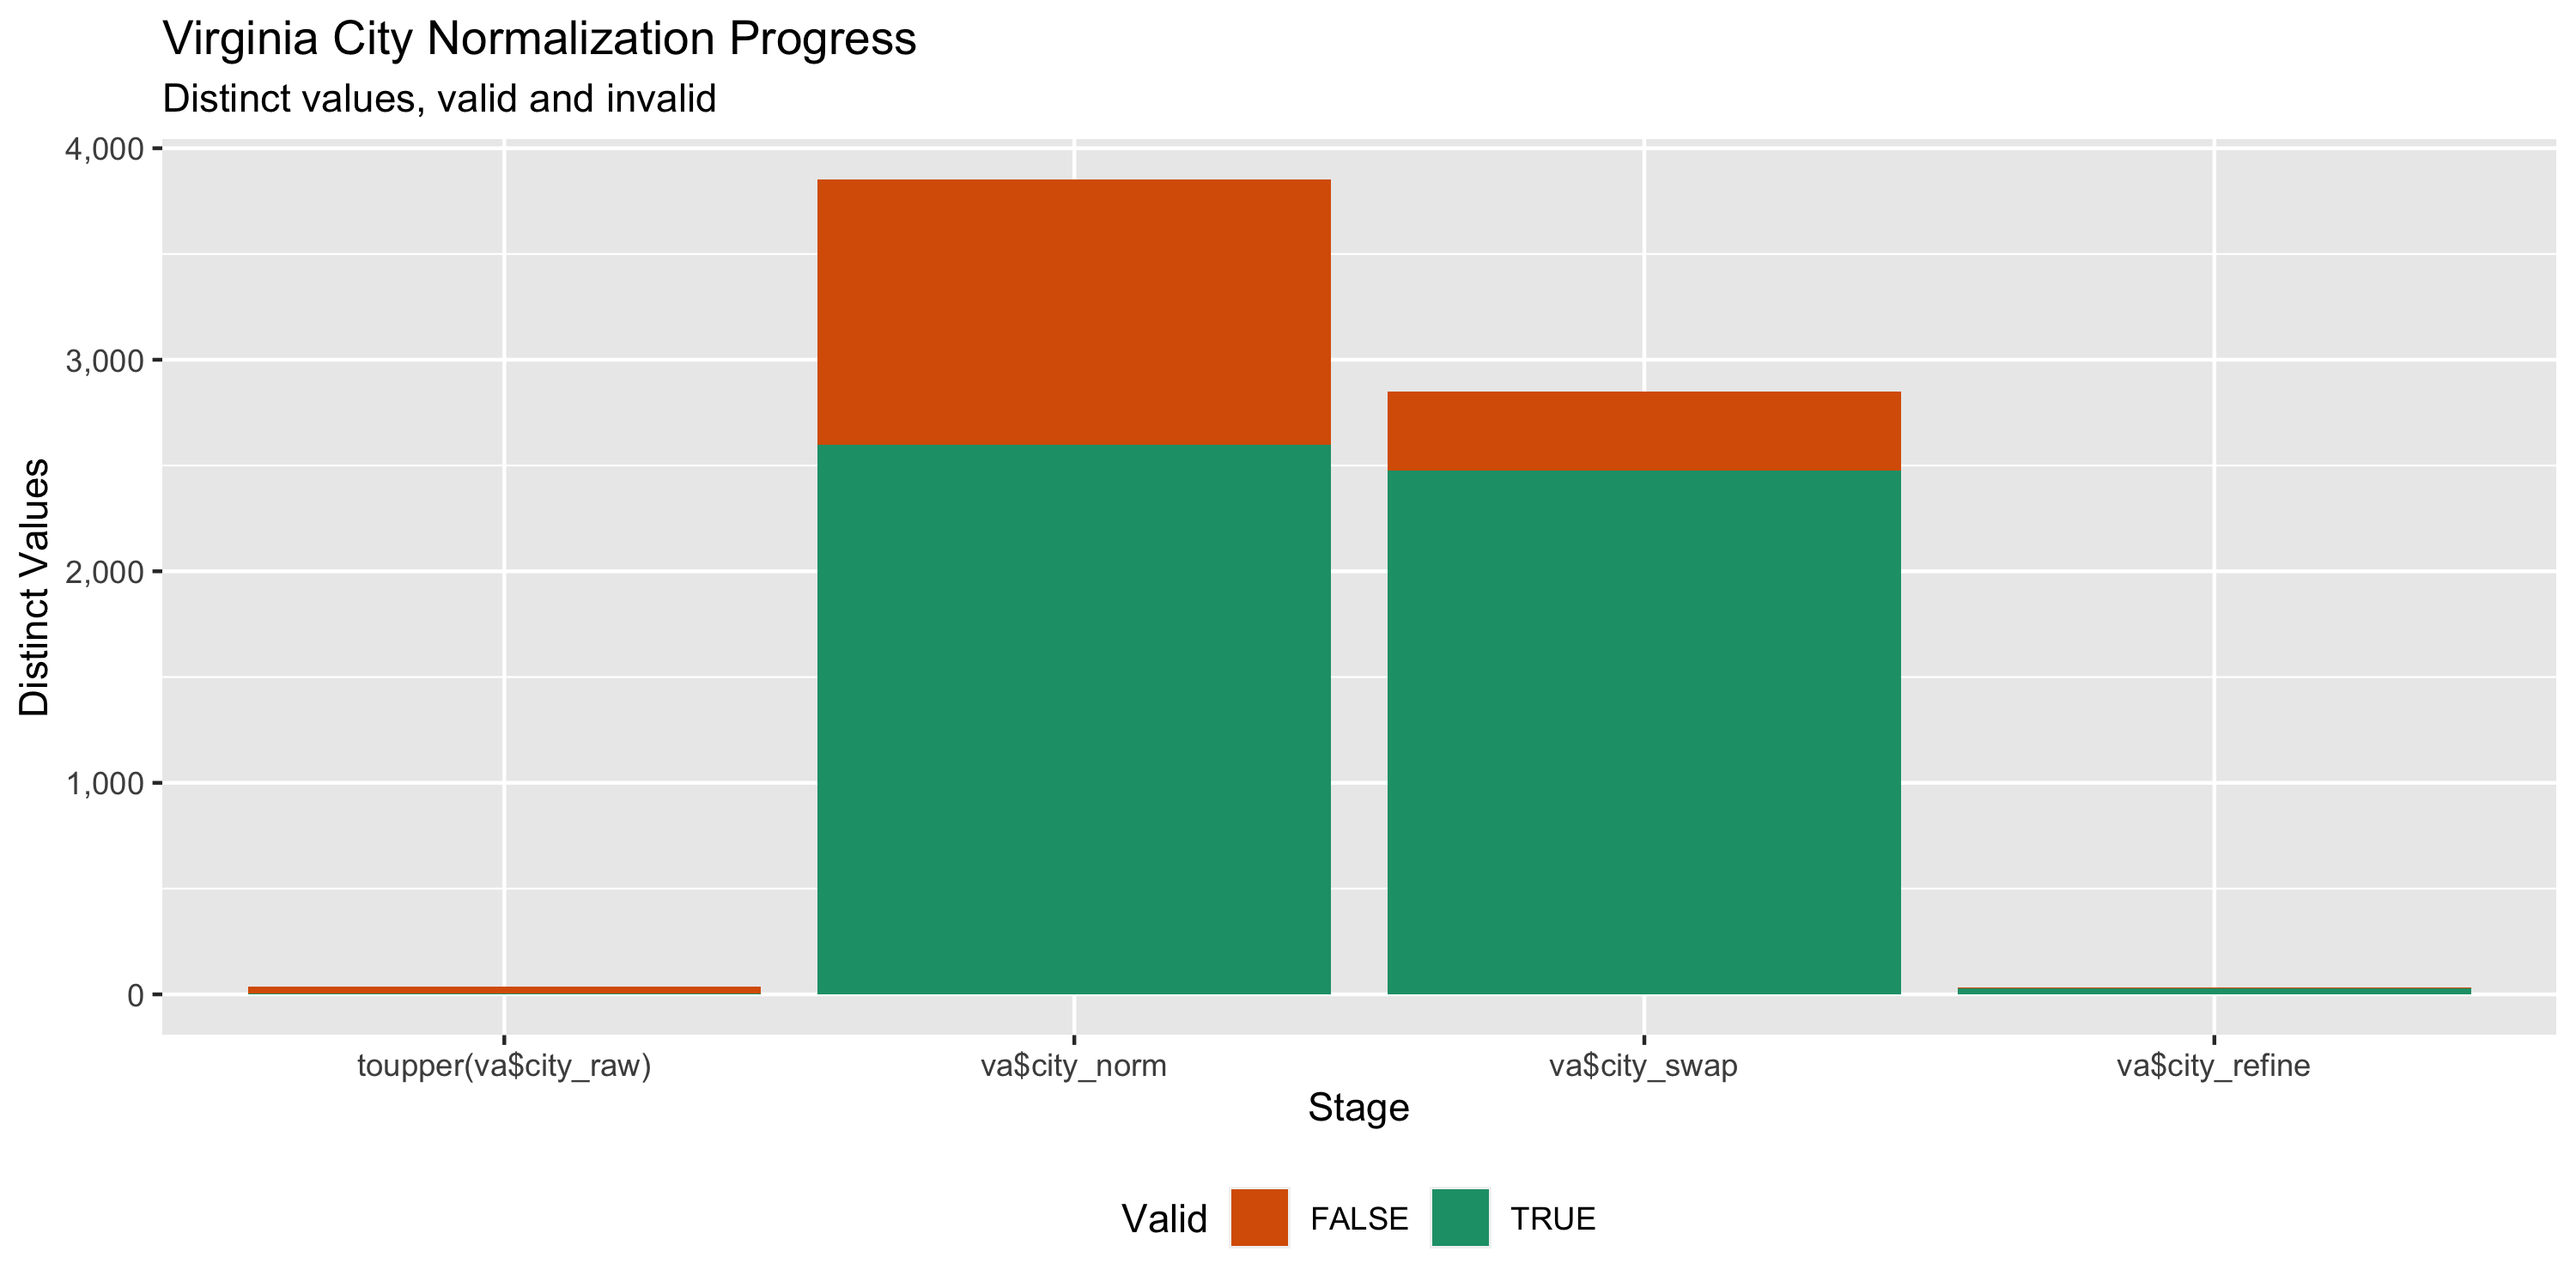 Virginia City Normalization Progress
Distinct values, valid and invalid
Distinct Values
4,000
3,000
2,000
1,000
0
toupper(va$city_raw) va$city_norm va$city_swap va$city_refine
Stage
Valid FALSE TRUE